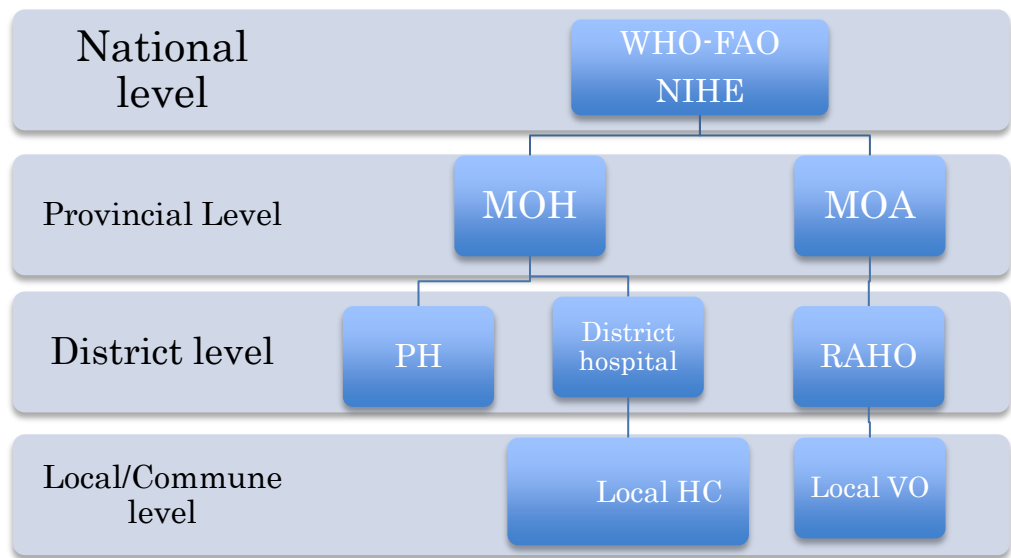 National
level
WHO-FAO
NIHE
Provincial Level
MOH
MOA
District level
PH
District
hospital
RAHO
Local/Commune
level
Local HC
Local VO